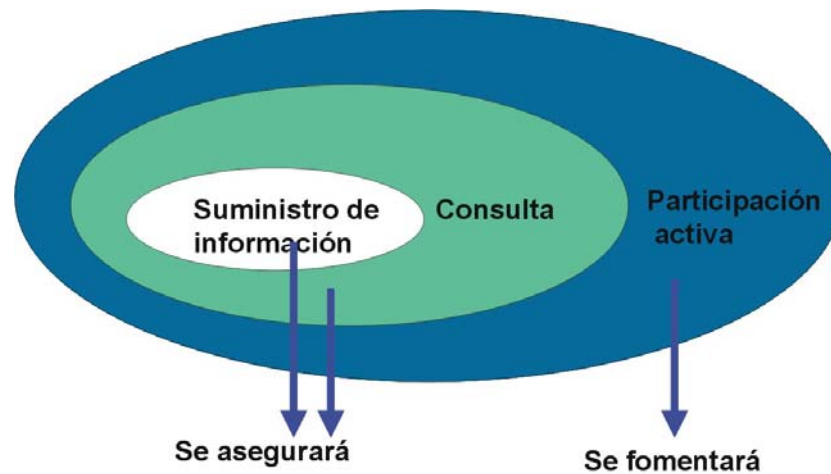 Suministro de
información
Consulta
Participación
activa
Se asegurará
Se fomentará